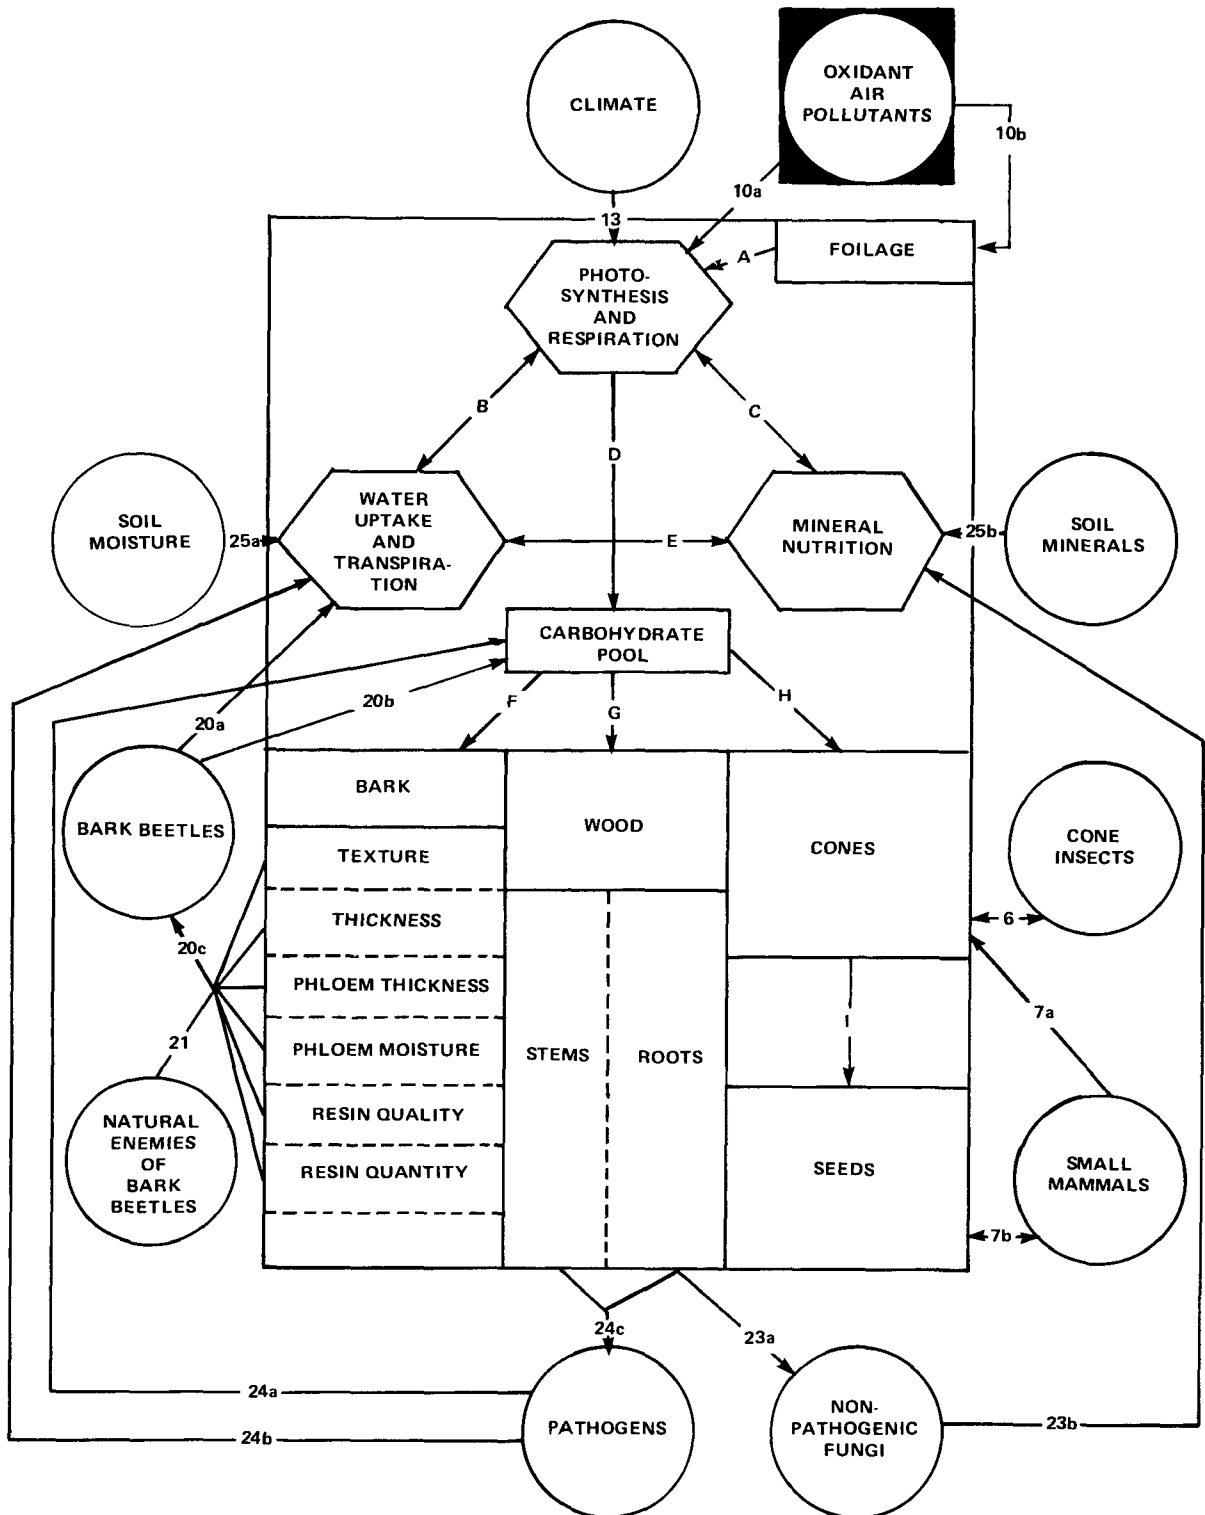 CLIMATE
OXIDANT
AIR
POLLUTANTS
10b
10a
13
A
FOILAGE
PHOTO-
SYNTHESIS
AND
RESPIRATION
B
C
D
SOIL
MOISTURE
25a
WATER
UPTAKE
AND
TRANSPIRA-
TION
E
MINERAL
NUTRITION
25b
SOIL
MINERALS
CARBOHYDRATE
POOL
20a
20b
F
G
H
BARK BEETLES
BARK
WOOD
CONES
CONE
INSECTS
TEXTURE
THICKNESS
6
20c
PHLOEM THICKNESS
7a
21
PHLOEM MOISTURE
STEMS
ROOTS
I
NATURAL
ENEMIES
OF
BARK
BEETLES
RESIN QUALITY
RESIN QUANTITY
SEEDS
SMALL
MAMMALS
7b
24c
23a
24a
24b
PATHOGENS
NON-
PATHOGENIC
FUNGI
23b